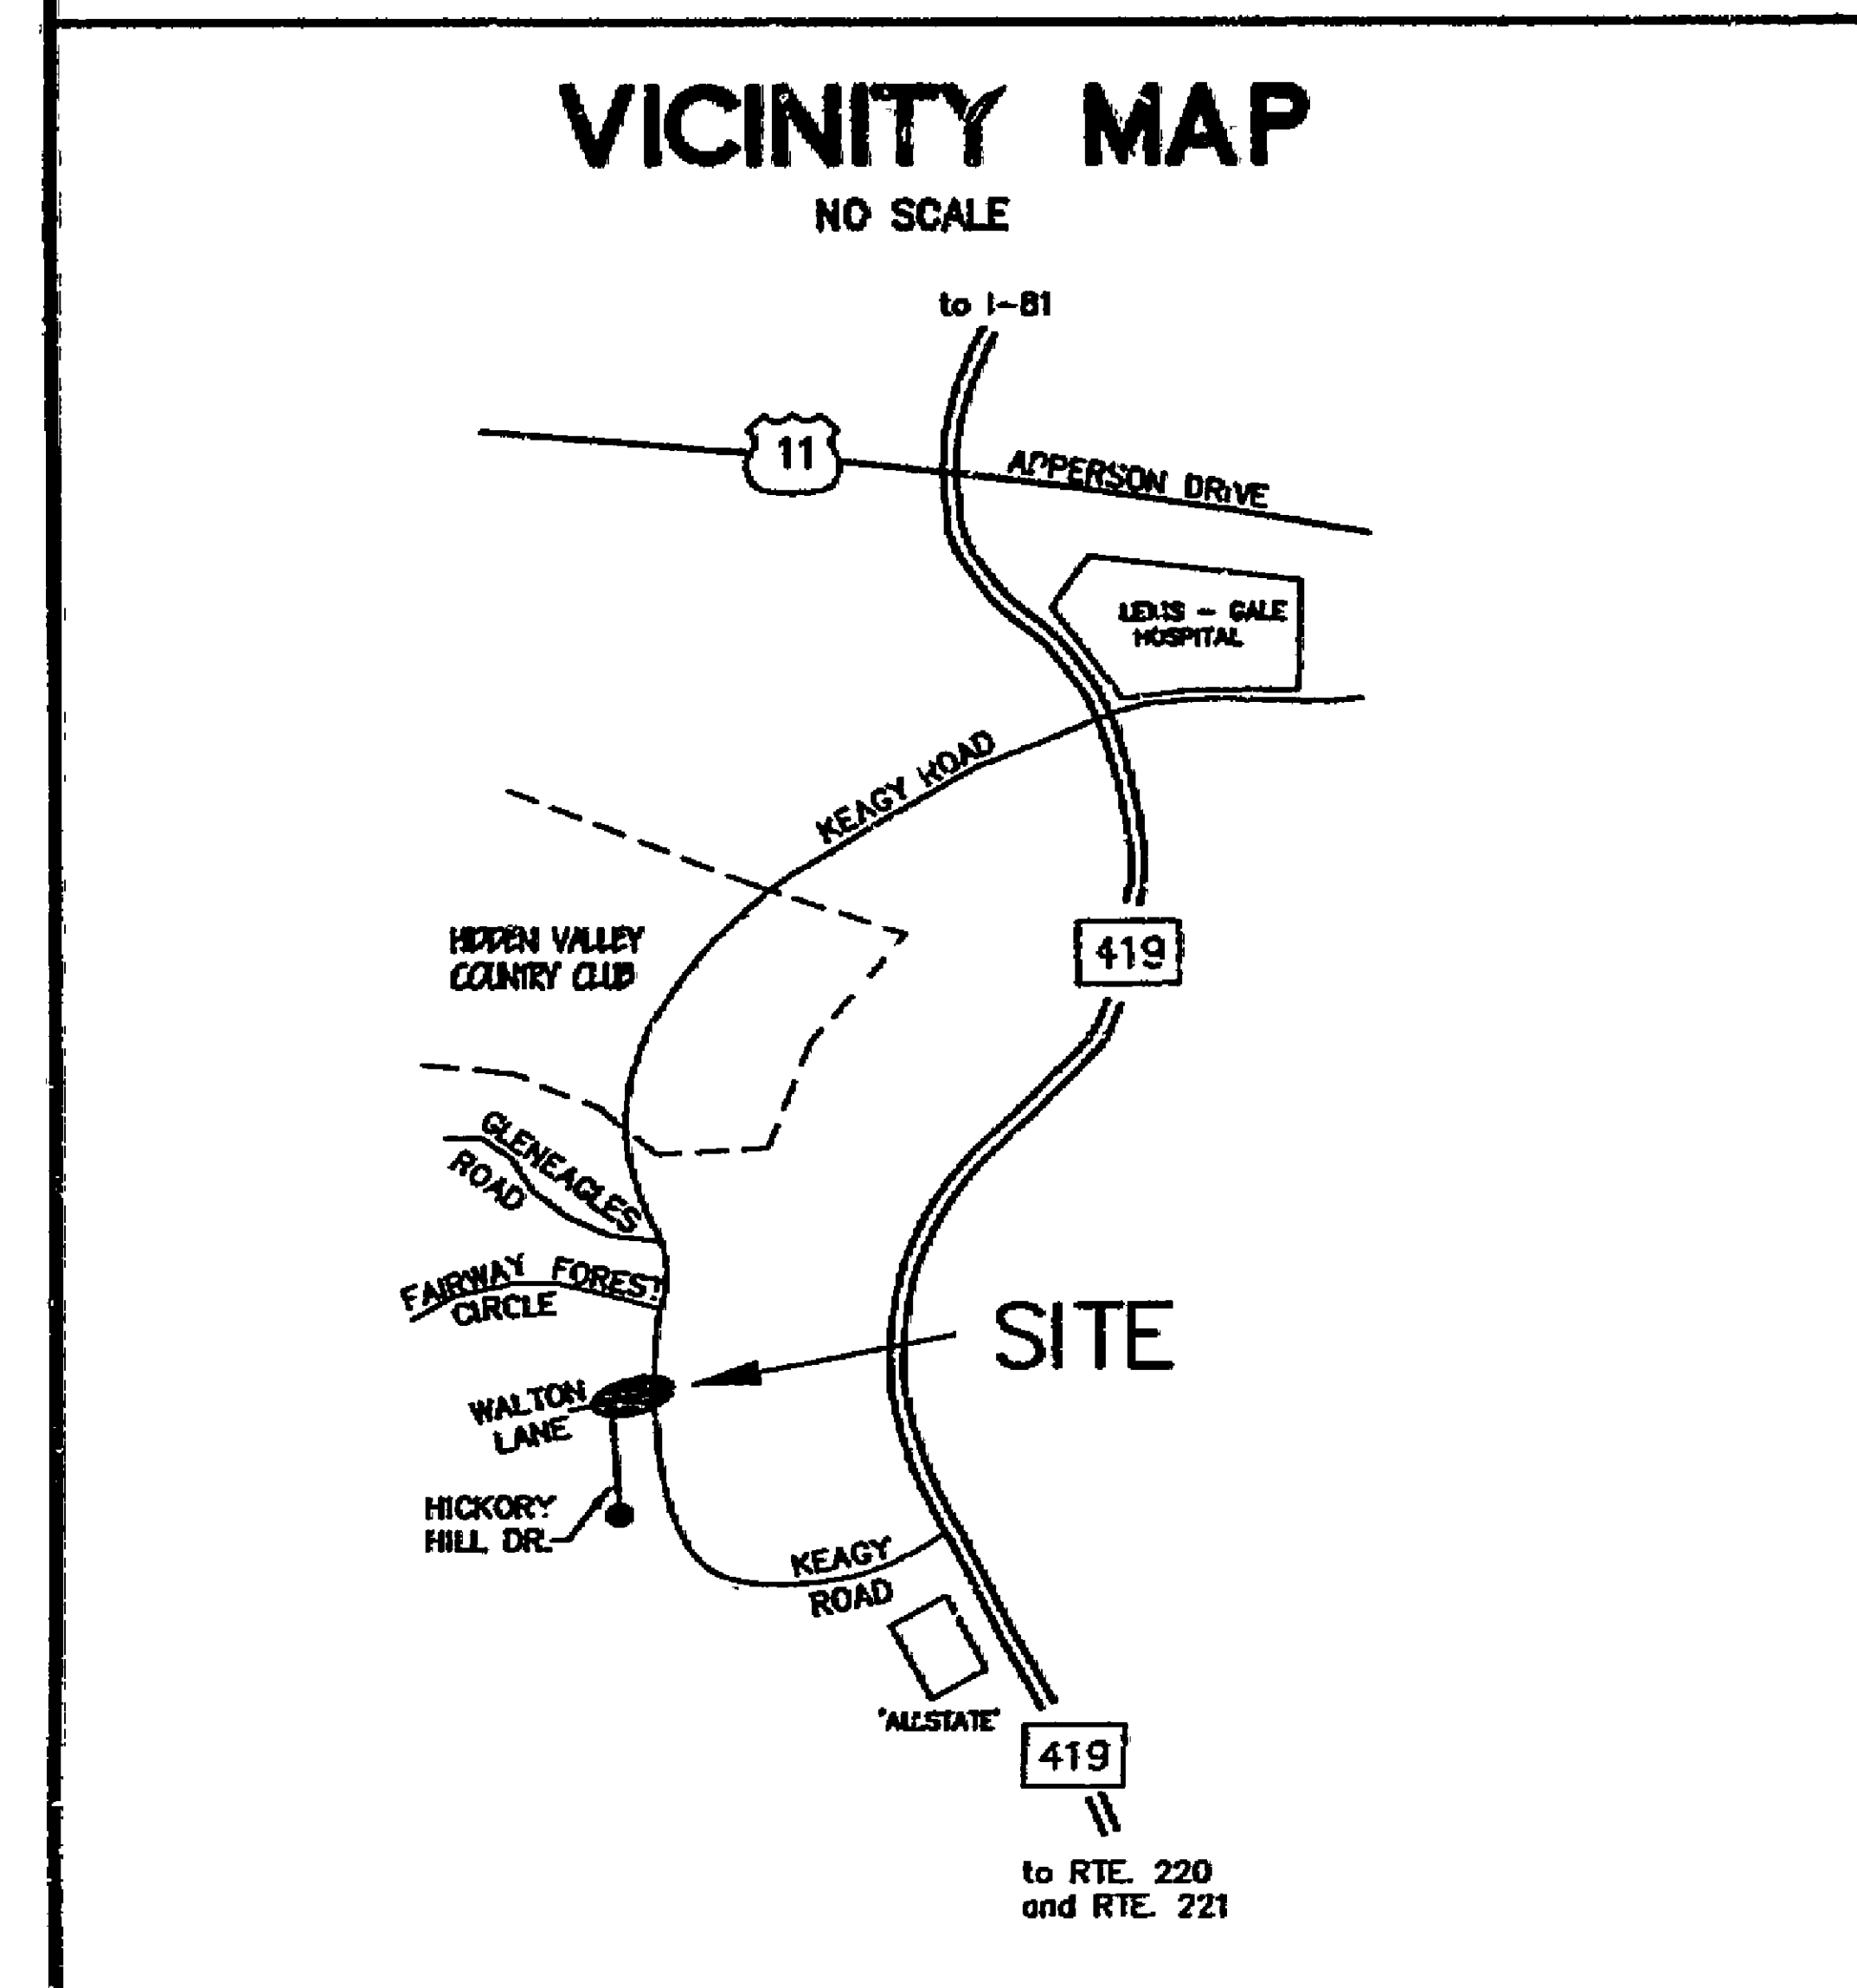 VICINITY MAP
NO SCALE
to I-81
11
APPERSON DRIVE
LEWIS - GALE
HOSPITAL
KEAGY ROAD
HIDDEN VALLEY
COUNTRY CLUB
419
GLENEAGLES
ROAD
FAIRWAY FOREST
CIRCLE
SITE
WALTON
LANE
HICKORY
HILL DR.
KEAGY
ROAD
"ALLSTATE"
419
to RTE. 220
and RTE. 221